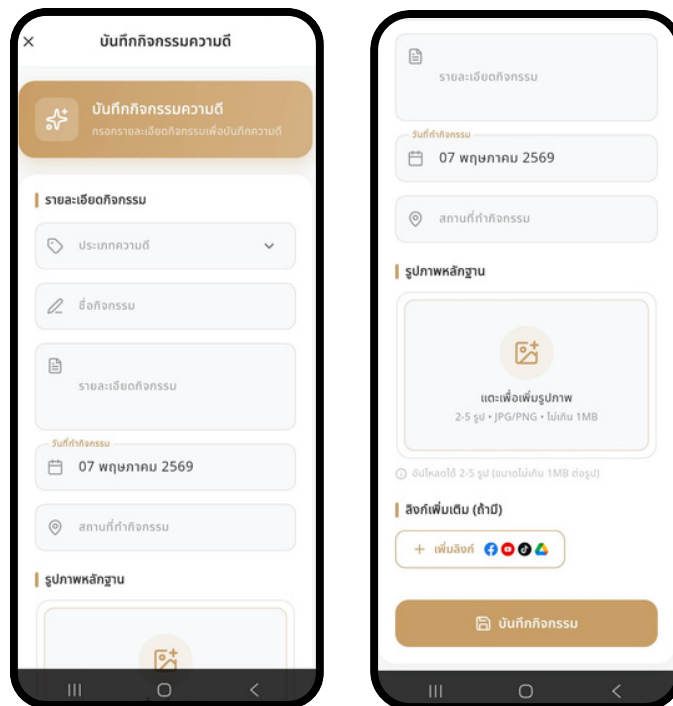 บันทึกกิจกรรมความดี
บันทึกกิจกรรมความดี
กรอกรายละเอียดกิจกรรมเพื่อบันทึกความดี
รายละเอียดกิจกรรม
ประเภทความดี
ชื่อกิจกรรม
รายละเอียดกิจกรรม
วันที่ทำกิจกรรม
07 พฤษภาคม 2569
สถานที่ทำกิจกรรม
รูปภาพหลักฐาน
รายละเอียดกิจกรรม
วันที่ทำกิจกรรม
07 พฤษภาคม 2569
สถานที่ทำกิจกรรม
รูปภาพหลักฐาน
แตะเพื่อเพิ่มรูปภาพ
2-5 รูป • JPG/PNG • ไม่เกิน 1MB
อัปโหลดได้ 2-5 รูป (ขนาดไม่เกิน 1MB ต่อรูป)
ลิงก์เพิ่มเติม (ถ้ามี)
+ เพิ่มลิงก์
บันทึกกิจกรรม